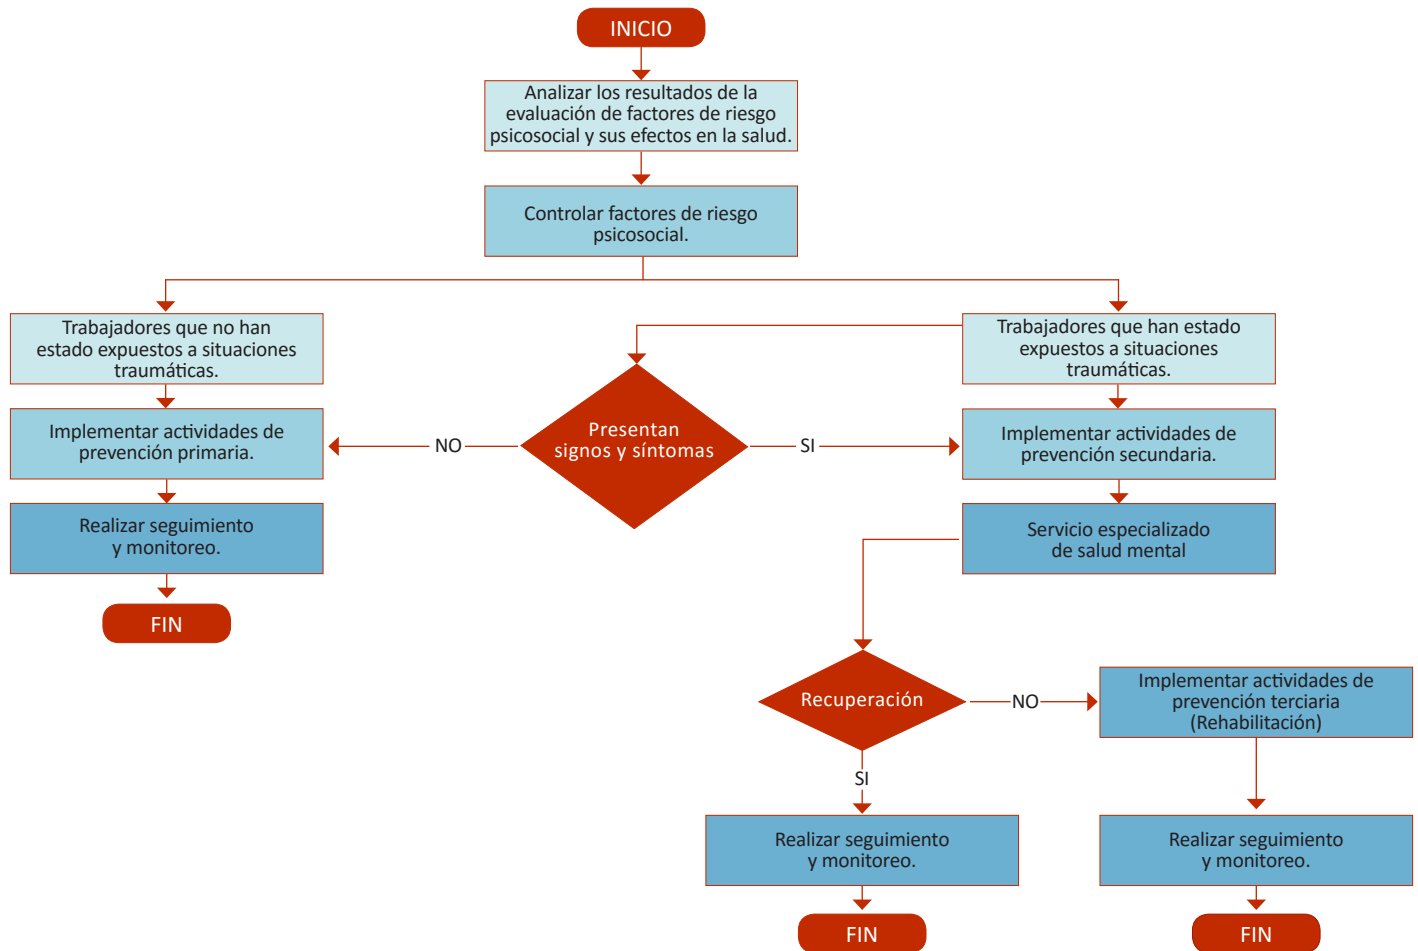 INICIO
Analizar los resultados de la
evaluación de factores de riesgo
psicosocial y sus efectos en la salud.
Controlar factores de riesgo
psicosocial.
Trabajadores que no han
estado expuestos a situaciones
traumáticas.
Trabajadores que han estado
expuestos a situaciones
traumáticas.
Implementar actividades de
prevención primaria.
NO
Presentan
signos y síntomas
SI
Implementar actividades de
prevención secundaria.
Realizar seguimiento
y monitoreo.
Servicio especializado
de salud mental
FIN
Recuperación
NO
Implementar actividades de
prevención terciaria
(Rehabilitación)
SI
Realizar seguimiento
y monitoreo.
Realizar seguimiento
y monitoreo.
FIN
FIN